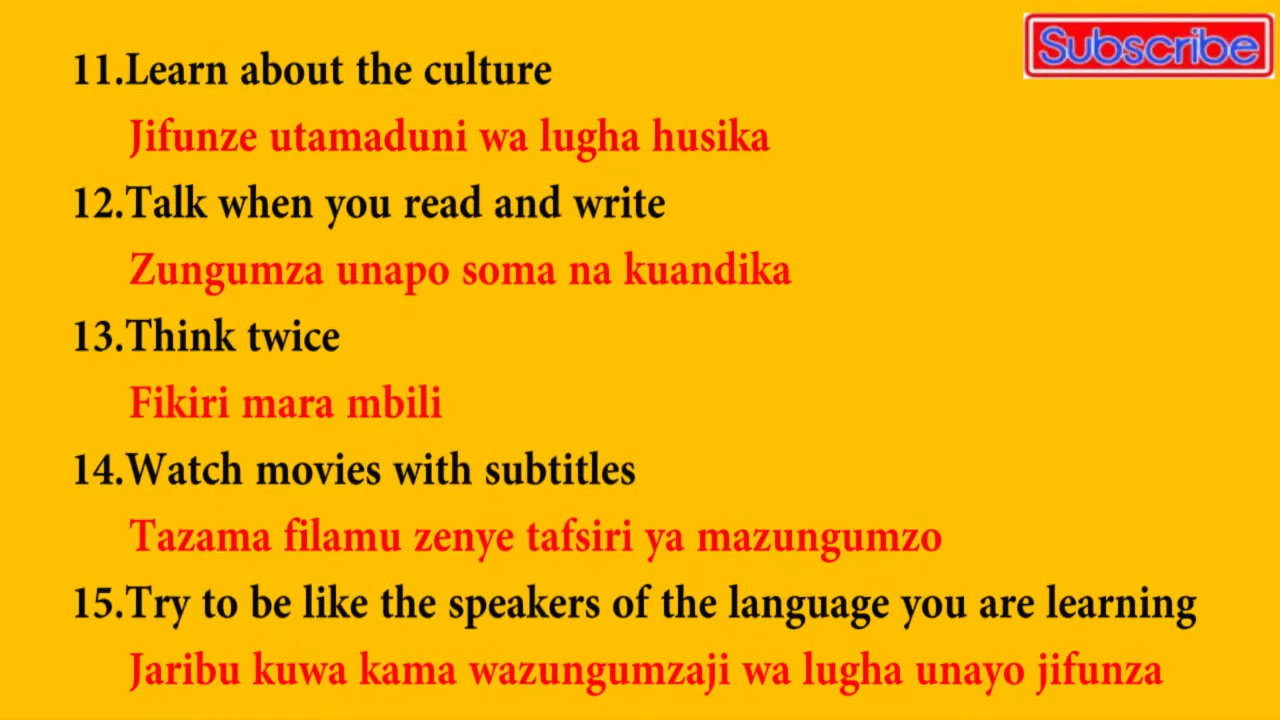 Subscribe
11.Learn about the culture
Jifunze utamaduni wa lugha husika
12.Talk when you read and write
Zungumza unapo soma na kuandika
13.Think twice
Fikiri mara mbili
14.Watch movies with subtitles
Tazama filamu zenye tafsiri ya mazungumzo
15.Try to be like the speakers of the language you are learning
Jaribu kuwa kama wazungumzaji wa lugha unayo jifunza